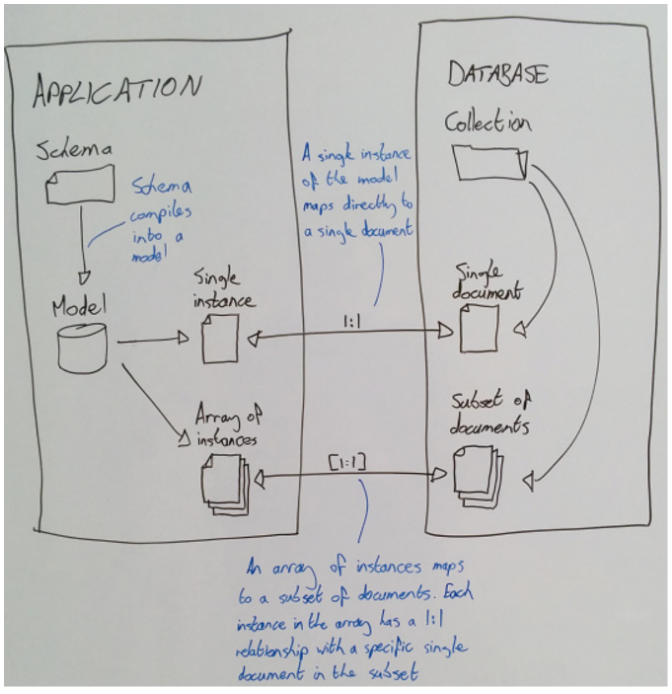 APPLICATION
Schema
Schema
compiles
into a
model
Model
Single
instance
Array of
instances
A single instance
of the model
maps directly to
a single document
1:1
[1:1]
An array of instances maps
to a subset of documents. Each
instance in the array has a 1:1
relationship with a specific single
document in the subset
DATABASE
Collection
Single
document
Subset of
documents